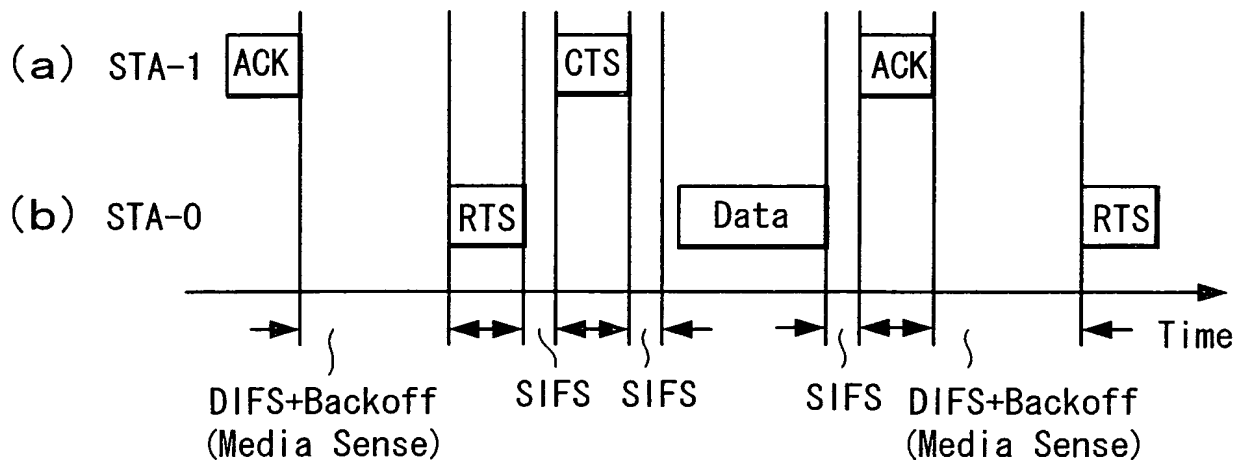 (a) STA-1 ACK CTS ACK
(b) STA-0 RTS Data RTS
Time
SIFS SIFS SIFS
DIFS+Backoff
(Media Sense)
DIFS+Backoff
(Media Sense)